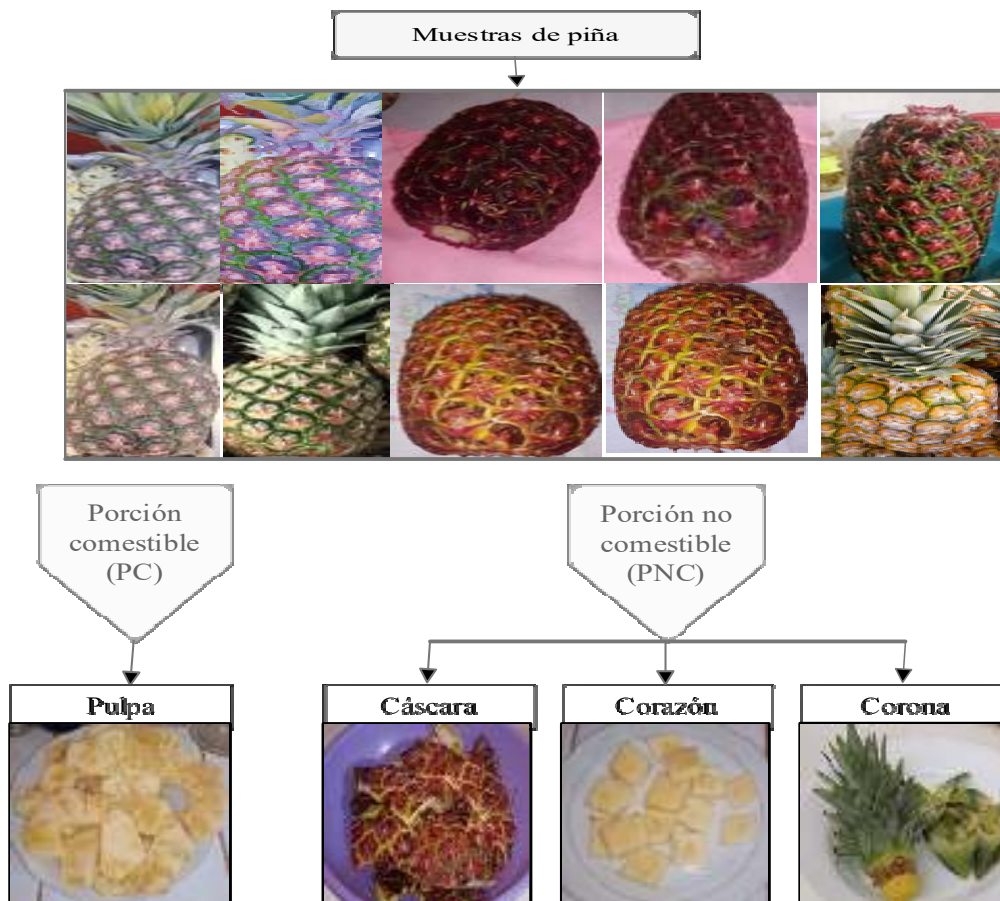 Muestras de piña
Porción
comestible
(PC)
Porción no
comestible
(PNC)
Pulpa
Cáscara
Corazón
Corona